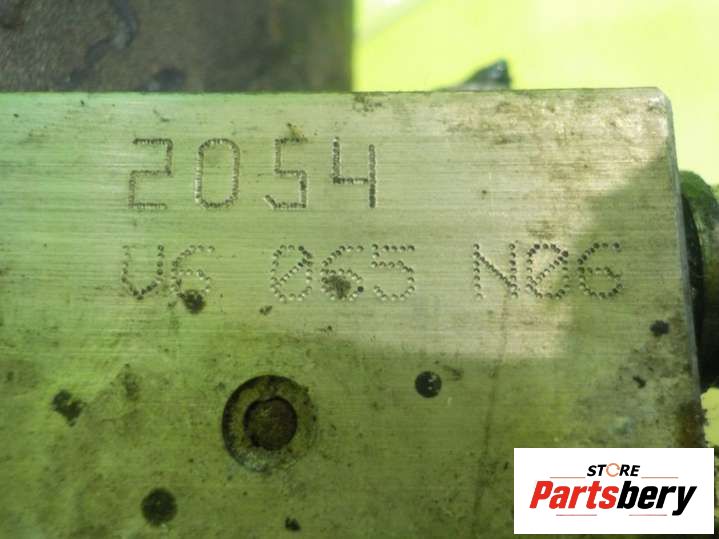 2054
V6 065 N06
STORE
Partsbery